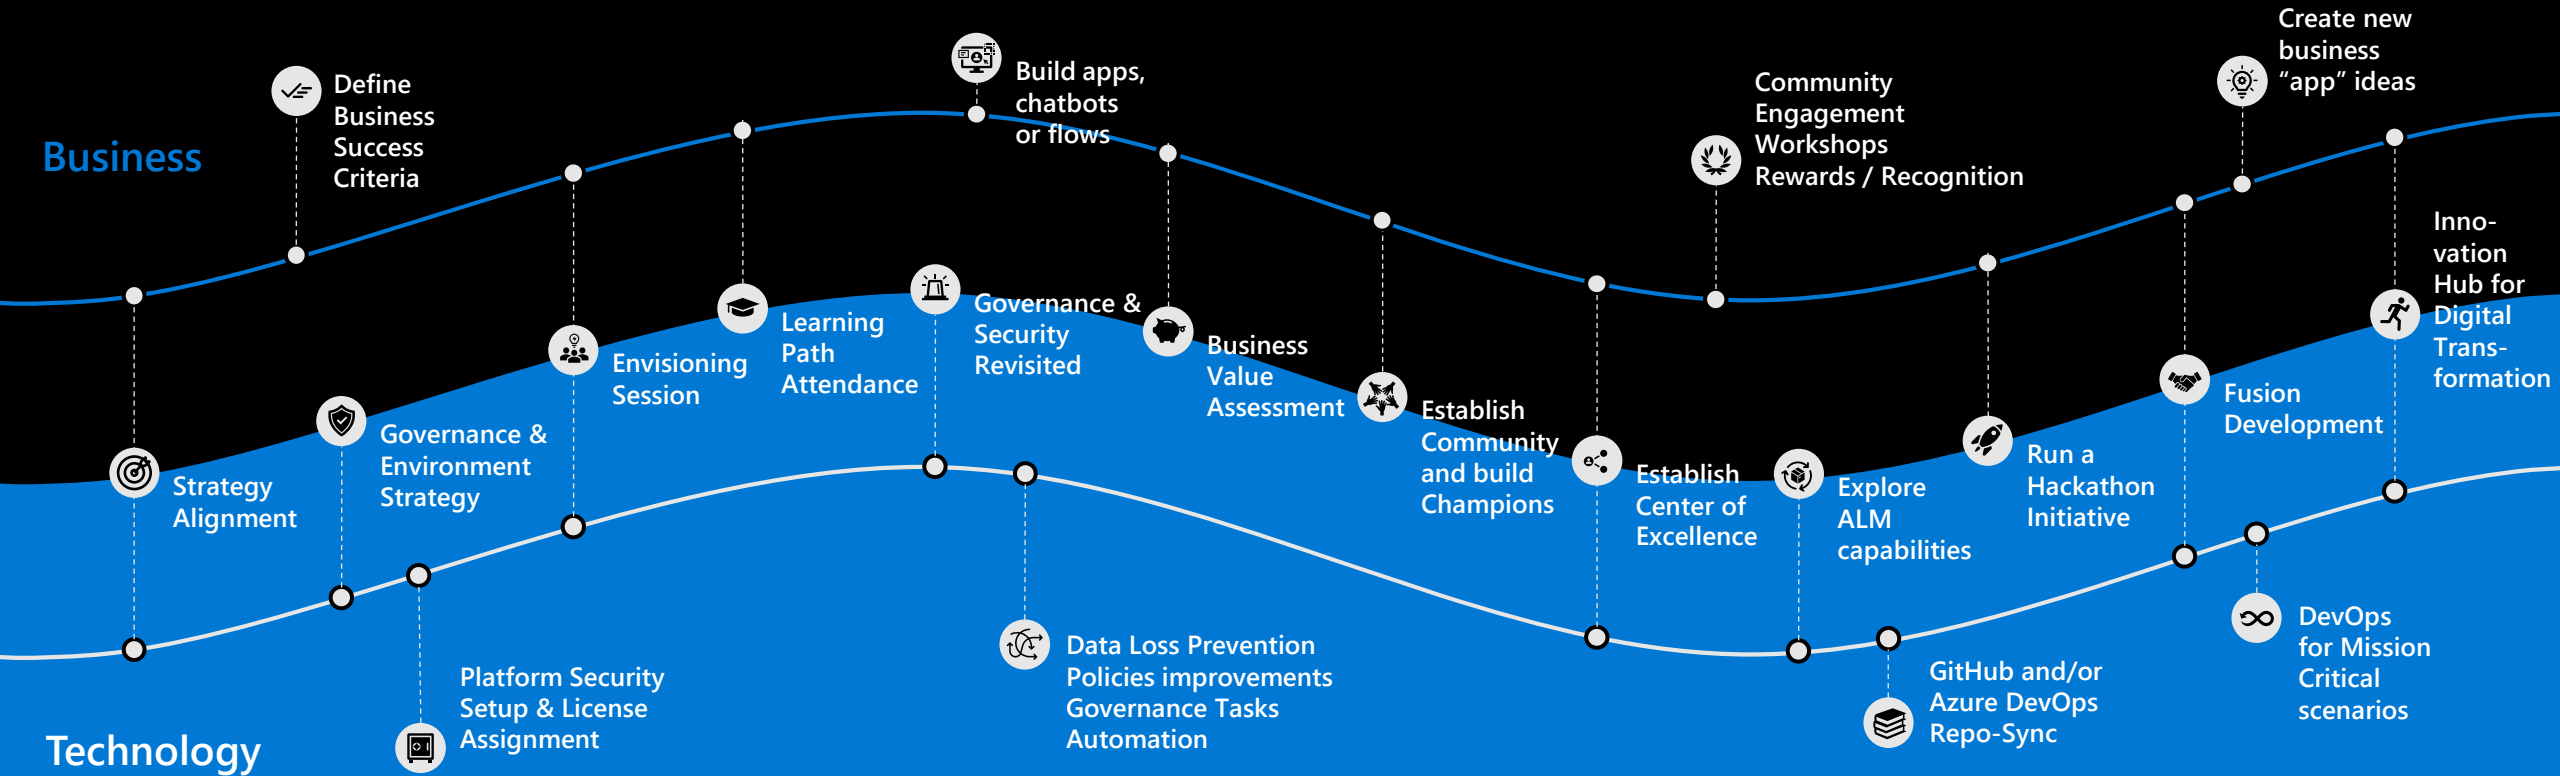 Business
Define
Business
Success
Criteria
Build apps,
chatbots
or flows
Community
Engagement
Workshops
Rewards / Recognition
Create new
business
“app” ideas
Strategy
Alignment
Governance &
Environment
Strategy
Envisioning
Session
Learning
Path
Attendance
Governance &
Security
Revisited
Business
Value
Assessment
Establish
Community
and build
Champions
Establish
Center of
Excellence
Explore
ALM
capabilities
Run a
Hackathon
Initiative
Fusion
Development
Inno-
vation
Hub for
Digital
Trans-
formation
Technology
Platform Security
Setup & License
Assignment
Data Loss Prevention
Policies improvements
Governance Tasks
Automation
GitHub and/or
Azure DevOps
Repo-Sync
DevOps
for Mission
Critical
scenarios